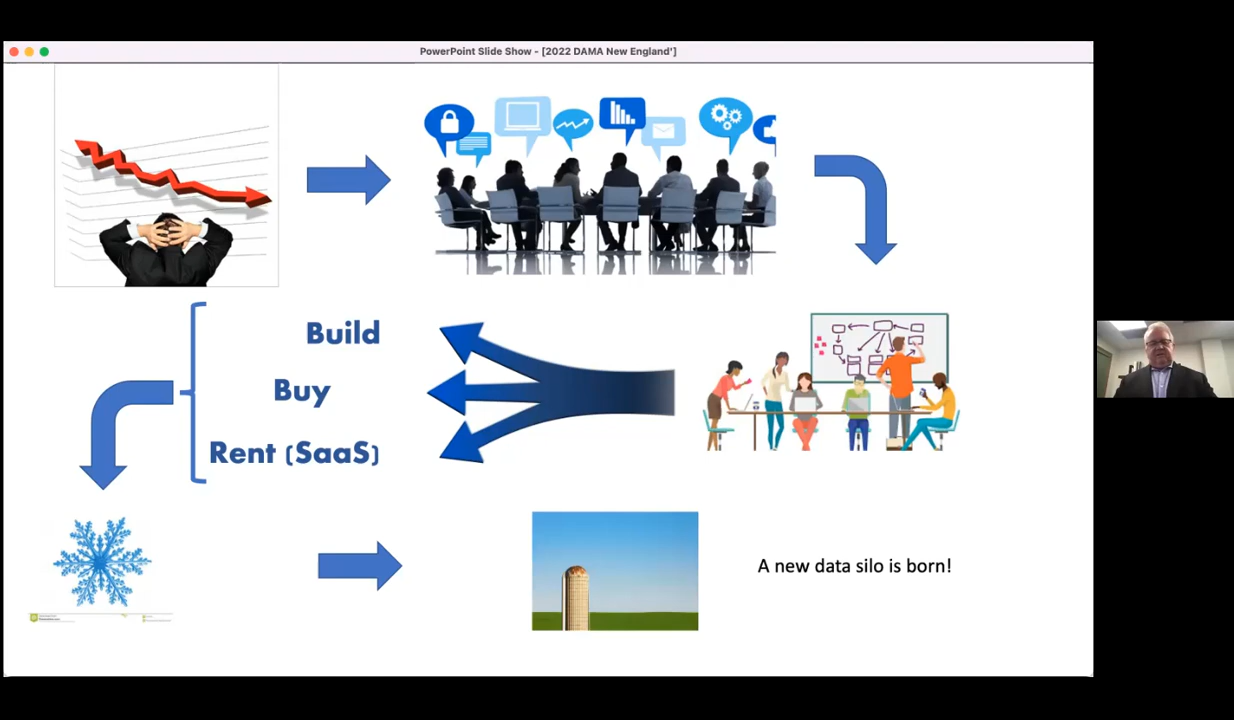 PowerPoint Slide Show - [2022 DAMA New England']
Build
Buy
Rent (SaaS)
A new data silo is born!